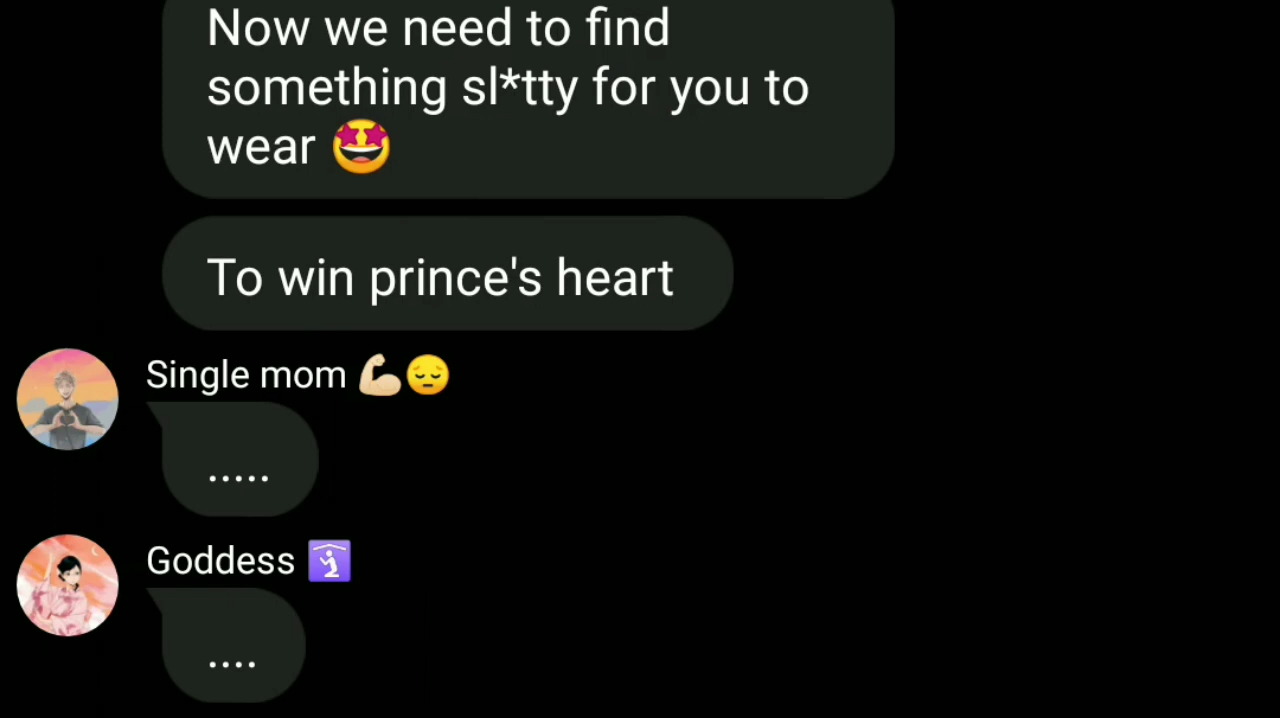 Now we need to find
something sl*tty for you to
wear 🤩
To win prince's heart
Single mom 💪🏻😔
.....
Goddess 🛐
....